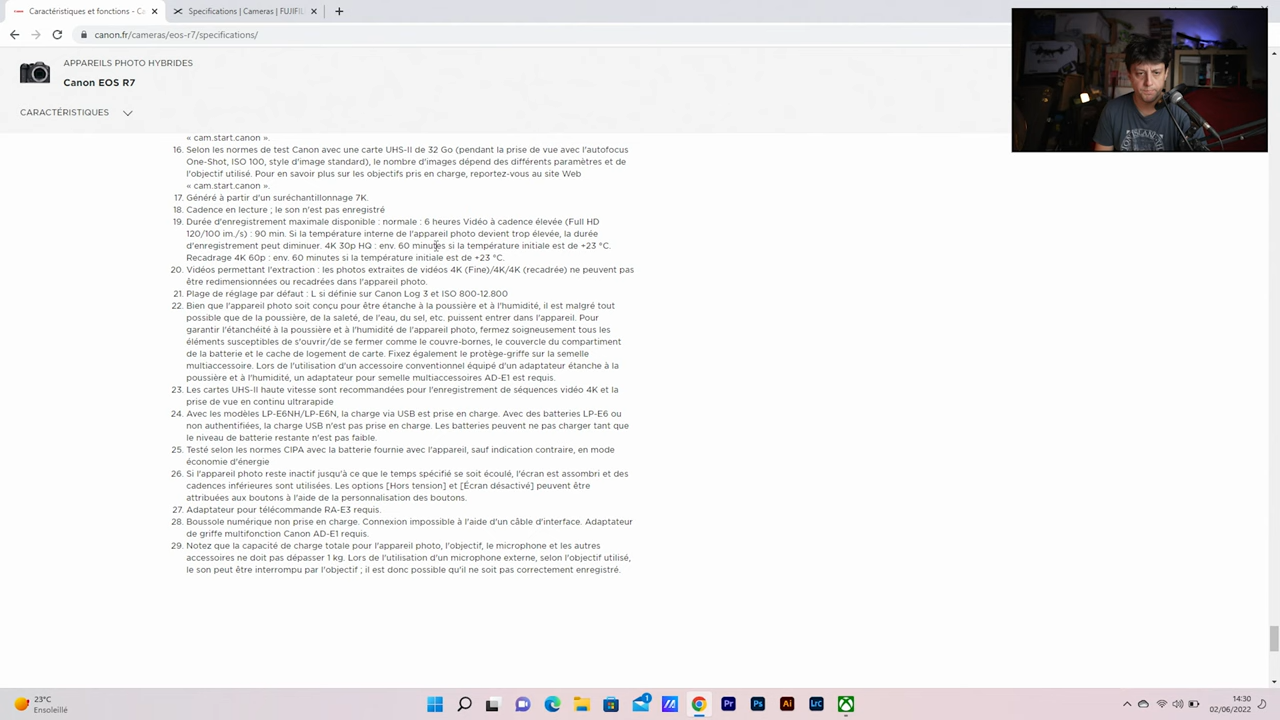 Caractéristiques et fonctions - Ca
Specifications | Cameras | FUJIFIL
canon.fr/cameras/eos-r7/specifications/
APPAREILS PHOTO HYBRIDES
Canon EOS R7
CARACTÉRISTIQUES
« cam.start.canon ».
16. Selon les normes de test Canon avec une carte UHS-II de 32 Go (pendant la prise de vue avec l'autofocus
One-Shot, ISO 100, style d'image standard), le nombre d'images dépend des différents paramètres et de
l'objectif utilisé. Pour en savoir plus sur les objectifs pris en charge, reportez-vous au site Web
« cam.start.canon ».
17. Généré à partir d'un suréchantillonnage 7K.
18. Cadence en lecture ; le son n'est pas enregistré
19. Durée d'enregistrement maximale disponible : normale : 6 heures Vidéo à cadence élevée (Full HD
120/100 im./s) : 90 min. Si la température interne de l'appareil photo devient trop élevée, la durée
d'enregistrement peut diminuer. 4K 30p HQ : env. 60 minutes si la température initiale est de +23 °C.
Recadrage 4K 60p : env. 60 minutes si la température initiale est de +23 °C.
20. Vidéos permettant l'extraction : les photos extraites de vidéos 4K (Fine)/4K/4K (recadrée) ne peuvent pas
être redimensionnées ou recadrées dans l'appareil photo.
21. Plage de réglage par défaut : L si définie sur Canon Log 3 et ISO 800-12.800
22. Bien que l'appareil photo soit conçu pour être étanche à la poussière et à l'humidité, il est malgré tout
possible que de la poussière, de la saleté, de l'eau, du sel, etc. puissent entrer dans l'appareil. Pour
garantir l'étanchéité à la poussière et à l'humidité de l'appareil photo, fermez soigneusement tous les
éléments susceptibles de s'ouvrir/de se fermer comme le couvre-bornes, le couvercle du compartiment
de la batterie et le cache de logement de carte. Fixez également le protège-griffe sur la semelle
multiaccessoire. Lors de l'utilisation d'un accessoire conventionnel équipé d'un adaptateur étanche à la
poussière et à l'humidité, un adaptateur pour semelle multiaccessoires AD-E1 est requis.
23. Les cartes UHS-II haute vitesse sont recommandées pour l'enregistrement de séquences vidéo 4K et la
prise de vue en continu ultrarapide
24. Avec les modèles LP-E6NH/LP-E6N, la charge via USB est prise en charge. Avec des batteries LP-E6 ou
non authentifiées, la charge USB n'est pas prise en charge. Les batteries peuvent ne pas charger tant que
le niveau de batterie restante n'est pas faible.
25. Testé selon les normes CIPA avec la batterie fournie avec l'appareil, sauf indication contraire, en mode
économie d'énergie
26. Si l'appareil photo reste inactif jusqu'à ce que le temps spécifié se soit écoulé, l'écran est assombri et des
cadences inférieures sont utilisées. Les options [Hors tension] et [Écran désactivé] peuvent être
attribuées aux boutons à l'aide de la personnalisation des boutons.
27. Adaptateur pour télécommande RA-E3 requis.
28. Boussole numérique non prise en charge. Connexion impossible à l'aide d'un câble d'interface. Adaptateur
de griffe multifonction Canon AD-E1 requis.
29. Notez que la capacité de charge totale pour l'appareil photo, l'objectif, le microphone et les autres
accessoires ne doit pas dépasser 1 kg. Lors de l'utilisation d'un microphone externe, selon l'objectif utilisé,
le son peut être interrompu par l'objectif ; il est donc possible qu'il ne soit pas correctement enregistré.
23°C
Ensoleillé
1
Pr
Ps
Ai
Lrc
14:30
02/06/2022